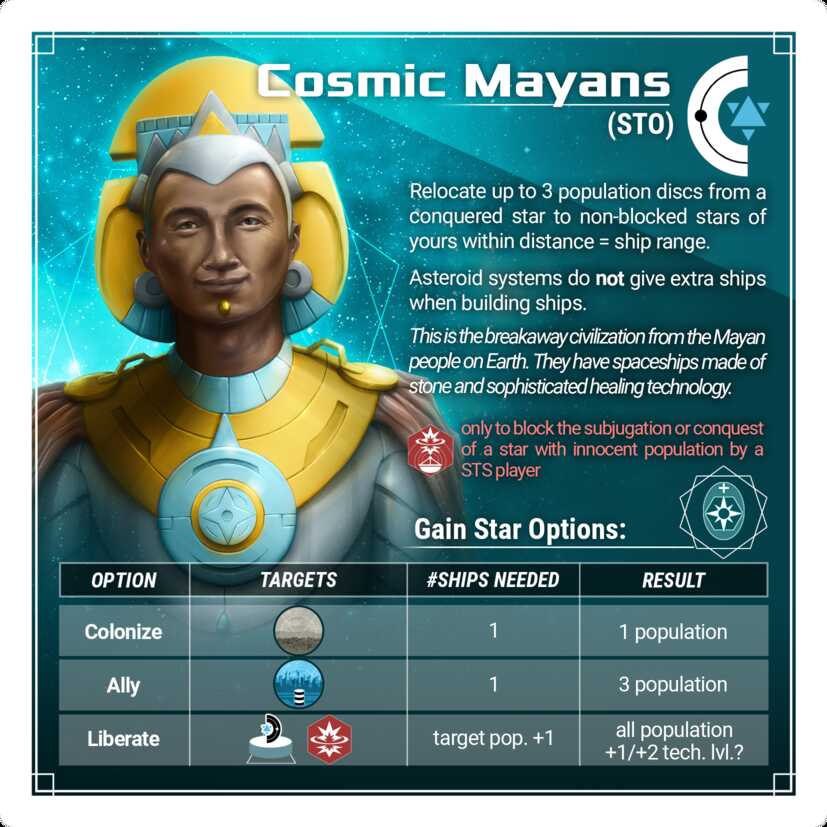 Cosmic Mayans
(STO)
Relocate up to 3 population discs from a
conquered star to non-blocked stars of
yours within distance = ship range.
Asteroid systems do not give extra ships
when building ships.
This is the breakaway civilization from the Mayan
people on Earth. They have spaceships made of
stone and sophisticated healing technology.
only to block the subjugation or conquest
of a star with innocent population by a
STS player
Gain Star Options:
OPTION TARGETS #SHIPS NEEDED RESULT
Colonize 1 1 population
Ally 1 3 population
Liberate target pop. +1 all population
+1/+2 tech. lvl.?